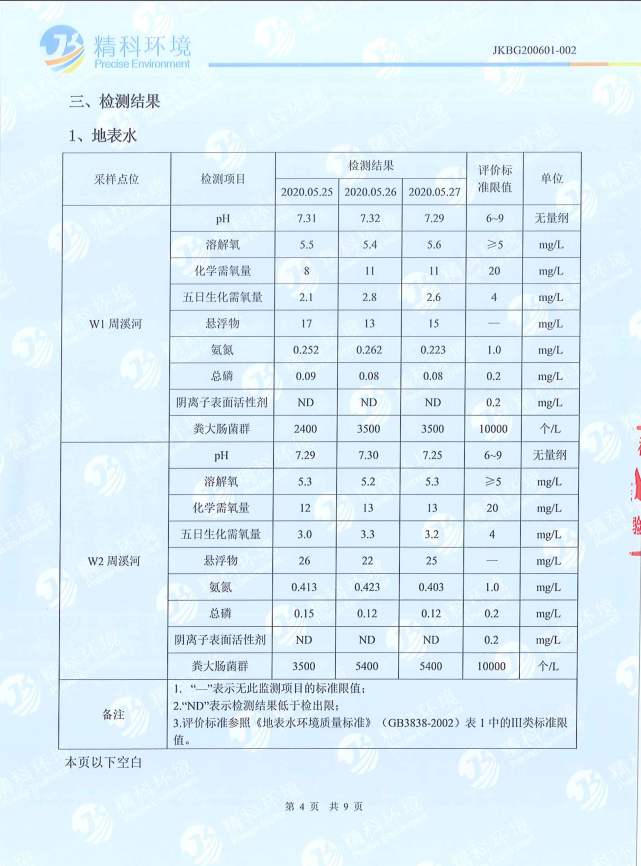 精科环境
Precise Environment
JKBG200601-002
三、检测结果
1、地表水
采样点位 检测项目 检测结果 评价标准限值 单位
2020.05.25 2020.05.26 2020.05.27
W1 周溪河
pH 7.31 7.32 7.29 6~9 无量纲
溶解氧 5.5 5.4 5.6 ≥5 mg/L
化学需氧量 8 11 11 20 mg/L
五日生化需氧量 2.1 2.8 2.6 4 mg/L
悬浮物 17 13 15 — mg/L
氨氮 0.252 0.262 0.223 1.0 mg/L
总磷 0.09 0.08 0.08 0.2 mg/L
阴离子表面活性剂 ND ND ND 0.2 mg/L
粪大肠菌群 2400 3500 3500 10000 个/L
W2 周溪河
pH 7.29 7.30 7.25 6~9 无量纲
溶解氧 5.3 5.2 5.3 ≥5 mg/L
化学需氧量 12 13 13 20 mg/L
五日生化需氧量 3.0 3.3 3.2 4 mg/L
悬浮物 26 22 25 — mg/L
氨氮 0.413 0.423 0.403 1.0 mg/L
总磷 0.15 0.12 0.12 0.2 mg/L
阴离子表面活性剂 ND ND ND 0.2 mg/L
粪大肠菌群 3500 5400 5400 10000 个/L
备注
1. “—”表示无此监测项目的标准限值；
2.“ND”表示检测结果低于检出限；
3.评价标准参照《地表水环境质量标准》（GB3838-2002）表 1 中的III类标准限
值。
本页以下空白
第 4 页 共 9 页